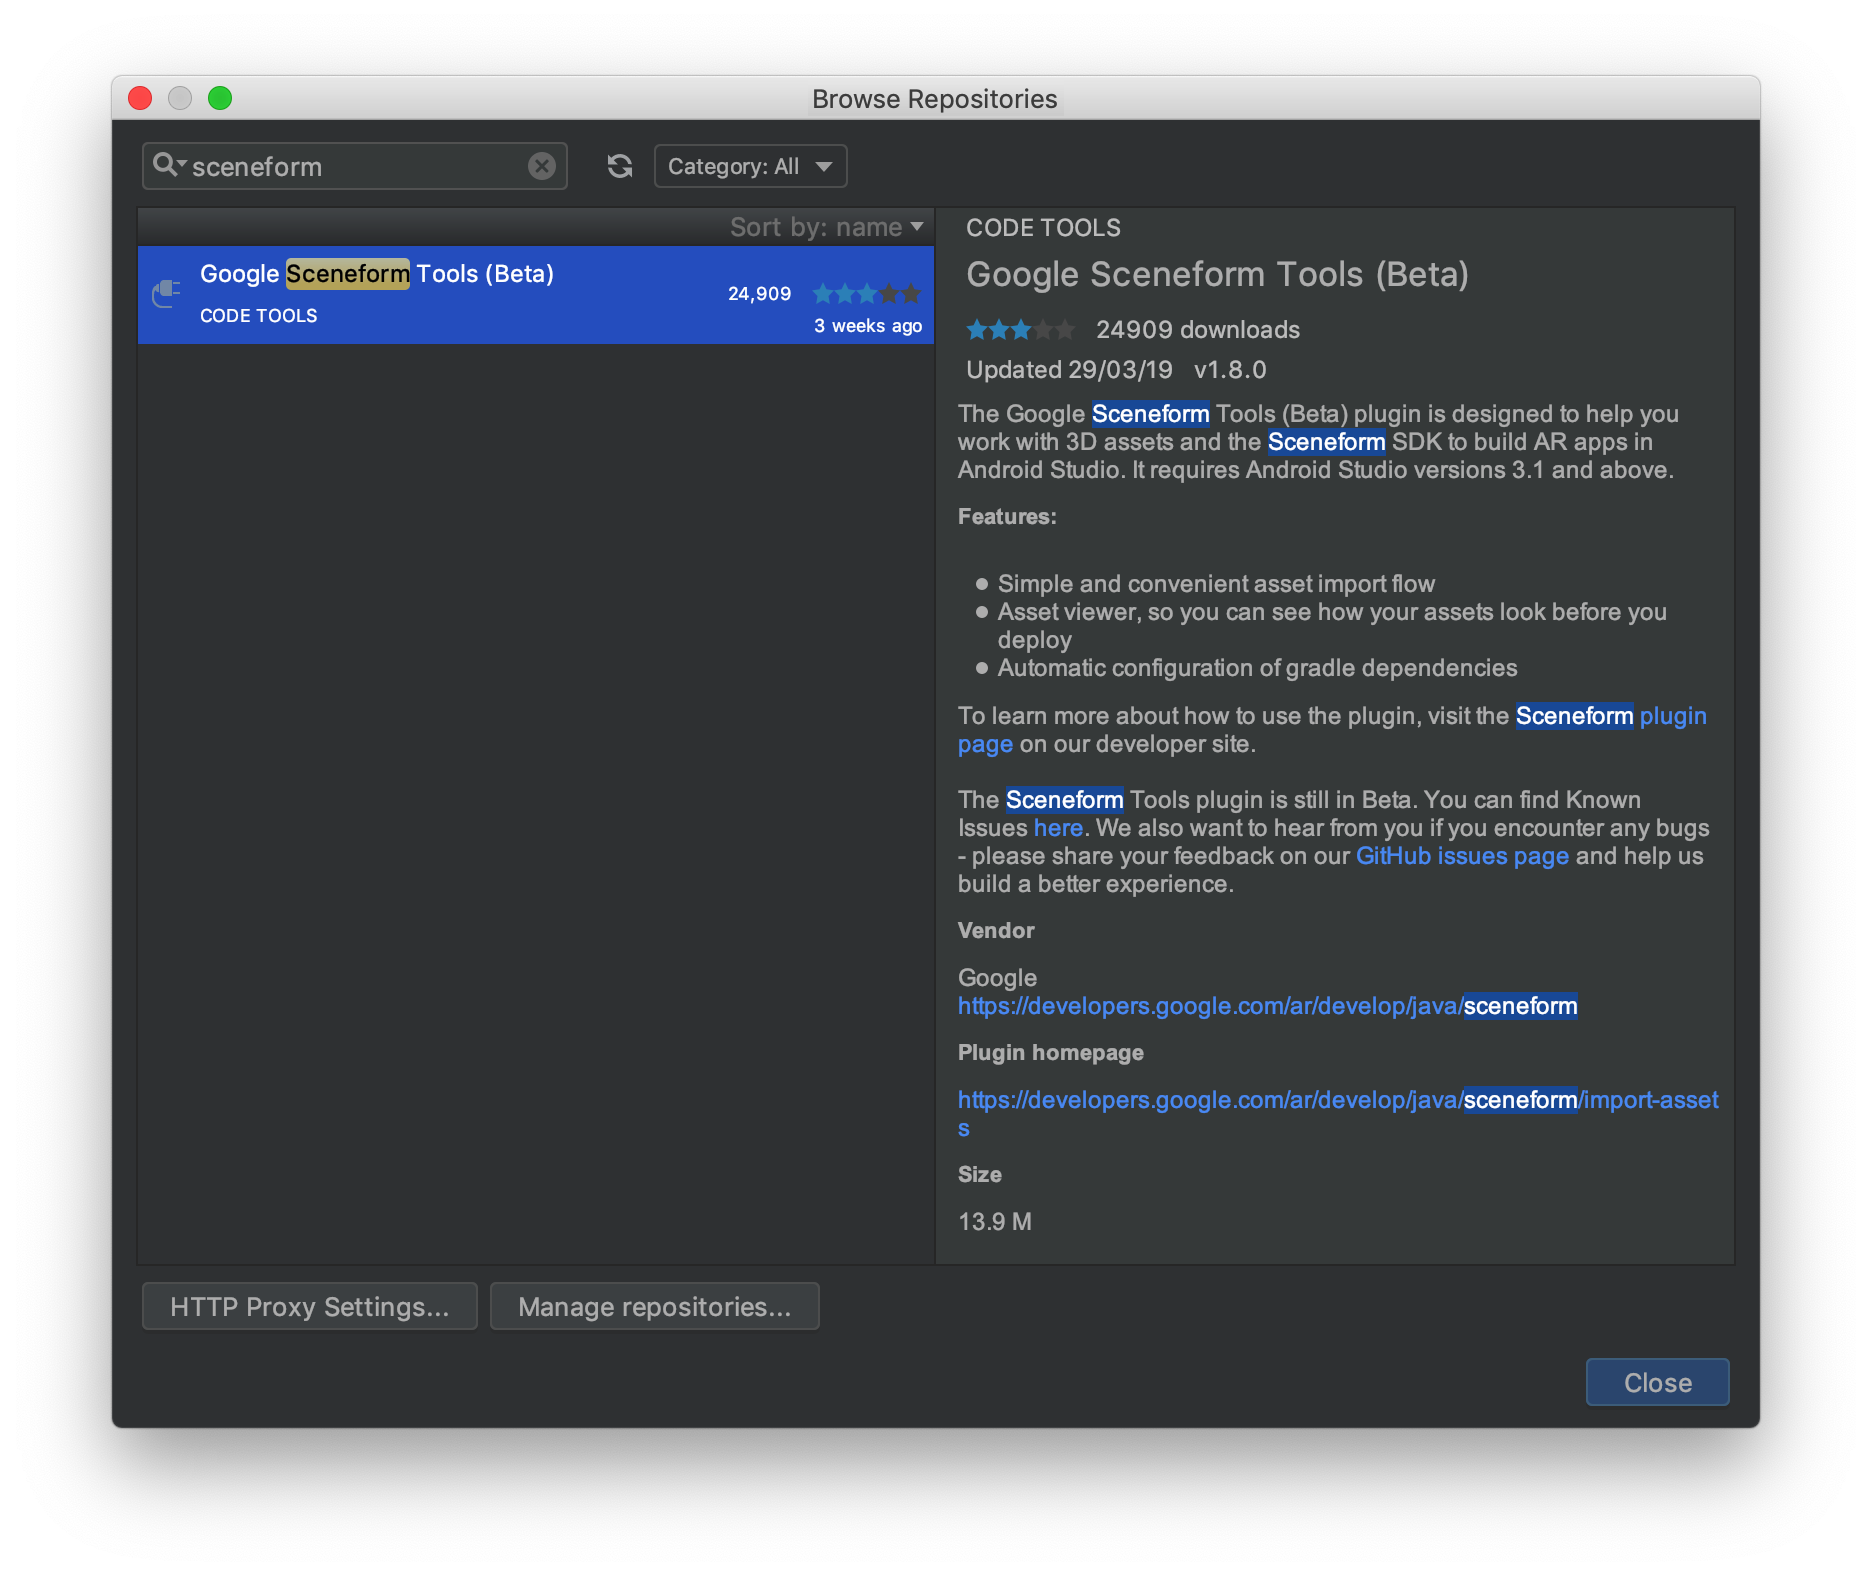 Browse Repositories
sceneform
Category: All
Sort by: name
Google Sceneform Tools (Beta)
24,909
CODE TOOLS
3 weeks ago
CODE TOOLS
Google Sceneform Tools (Beta)
24909 downloads
Updated 29/03/19 v1.8.0
The Google Sceneform Tools (Beta) plugin is designed to help you
work with 3D assets and the Sceneform SDK to build AR apps in
Android Studio. It requires Android Studio versions 3.1 and above.
Features:
Simple and convenient asset import flow
Asset viewer, so you can see how your assets look before you
deploy
Automatic configuration of gradle dependencies
To learn more about how to use the plugin, visit the Sceneform plugin
page on our developer site.
The Sceneform Tools plugin is still in Beta. You can find Known
Issues here. We also want to hear from you if you encounter any bugs
- please share your feedback on our GitHub issues page and help us
build a better experience.
Vendor
Google
https://developers.google.com/ar/develop/java/sceneform
Plugin homepage
https://developers.google.com/ar/develop/java/sceneform/import-asset
s
Size
13.9 M
HTTP Proxy Settings...
Manage repositories...
Close